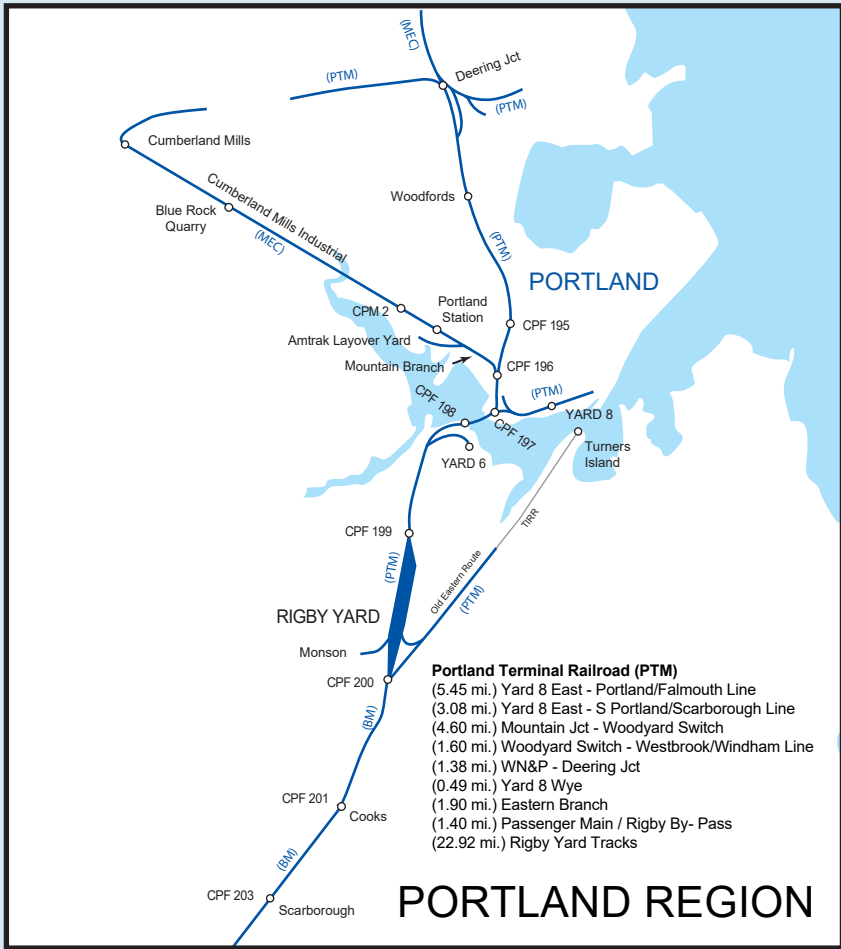 (MEC)
Deering Jct
(PTM)
(PTM)
Cumberland Mills
Cumberland Mills Industrial
Woodfords
Blue Rock
Quarry
(MEC)
(PTM)
PORTLAND
CPM 2
Portland
Station
CPF 195
Amtrak Layover Yard
Mountain Branch
CPF 196
(PTM)
CPF 198
YARD 8
CPF 197
Turners
Island
YARD 6
TIRR
CPF 199
(PTM)
Old Eastern Route
(PTM)
RIGBY YARD
Monson
CPF 200
(BM)
CPF 201
Cooks
(BM)
CPF 203
Scarborough
Portland Terminal Railroad (PTM)
(5.45 mi.) Yard 8 East - Portland/Falmouth Line
(3.08 mi.) Yard 8 East - S Portland/Scarborough Line
(4.60 mi.) Mountain Jct - Woodyard Switch
(1.60 mi.) Woodyard Switch - Westbrook/Windham Line
(1.38 mi.) WN&P - Deering Jct
(0.49 mi.) Yard 8 Wye
(1.90 mi.) Eastern Branch
(1.40 mi.) Passenger Main / Rigby By- Pass
(22.92 mi.) Rigby Yard Tracks
PORTLAND REGION